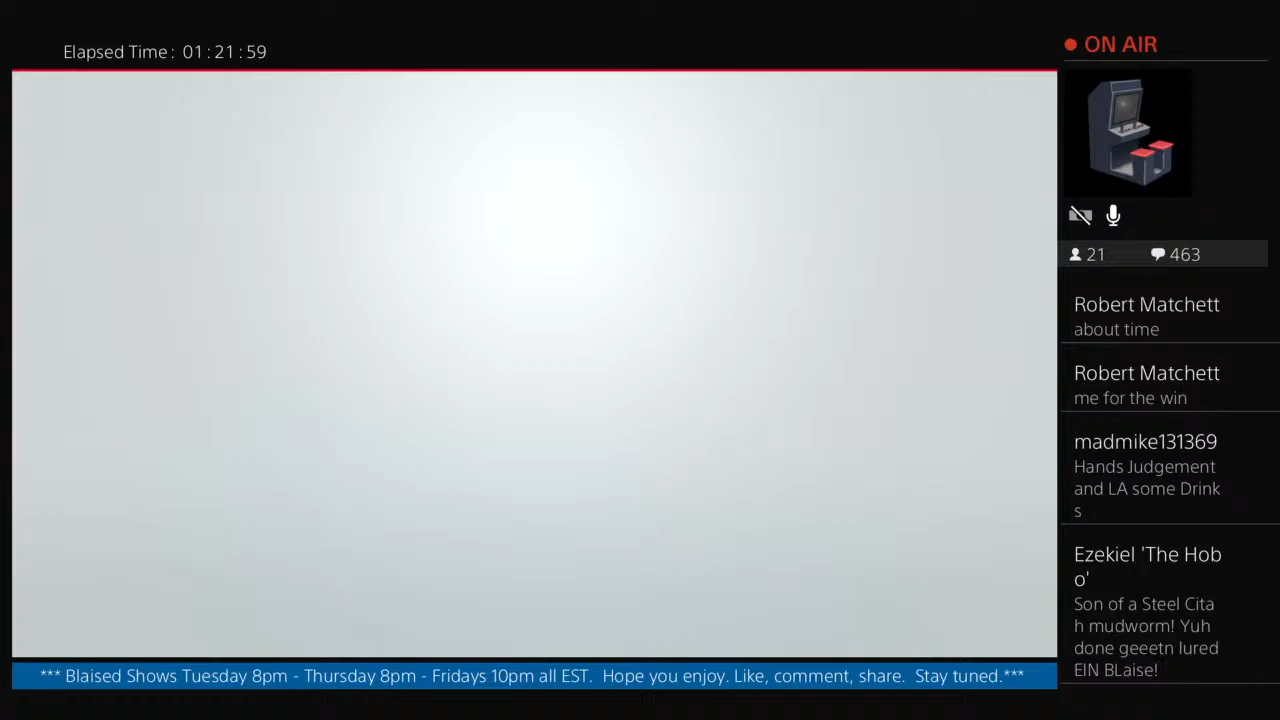 Elapsed Time: 01:21:59
ON AIR
21 463
Robert Matchett
about time
Robert Matchett
me for the win
madmike131369
Hands Judgement
and LA some Drink
s
Ezekiel 'The Hob
o'
Son of a Steel Cita
h mudworm! Yuh
done geeetn lured
EIN BLaise!
*** Blaised Shows Tuesday 8pm - Thursday 8pm - Fridays 10pm all EST. Hope you enjoy. Like, comment, share. Stay tuned.***